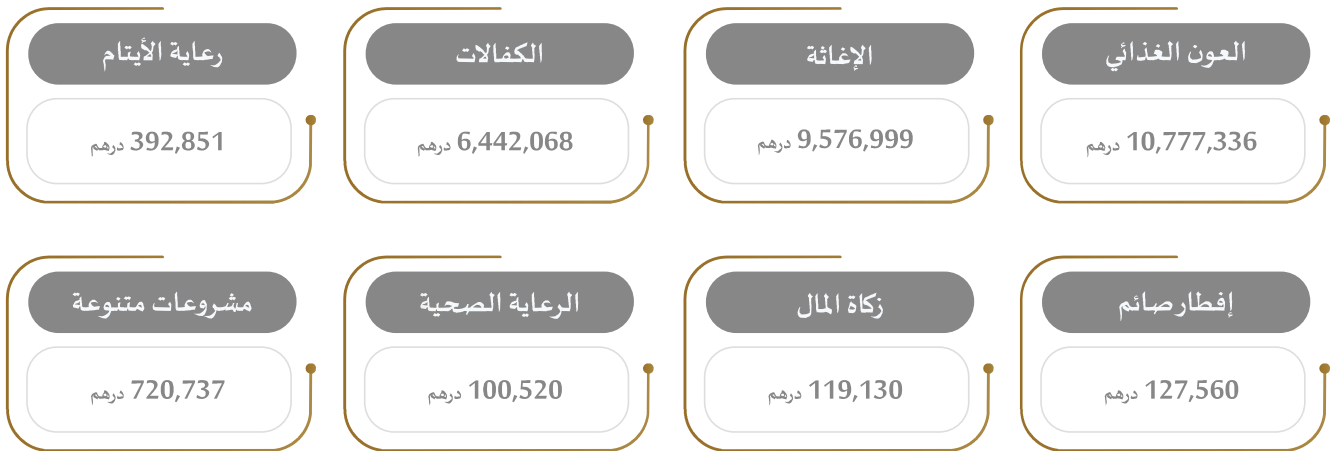 العون الغذائي
10,777,336 درهم
الإغاثة
9,576,999 درهم
الكفالات
6,442,068 درهم
رعاية الأيتام
392,851 درهم
إفطار صائم
127,560 درهم
زكاة المال
119,130 درهم
الرعاية الصحية
100,520 درهم
مشروعات متنوعة
720,737 درهم